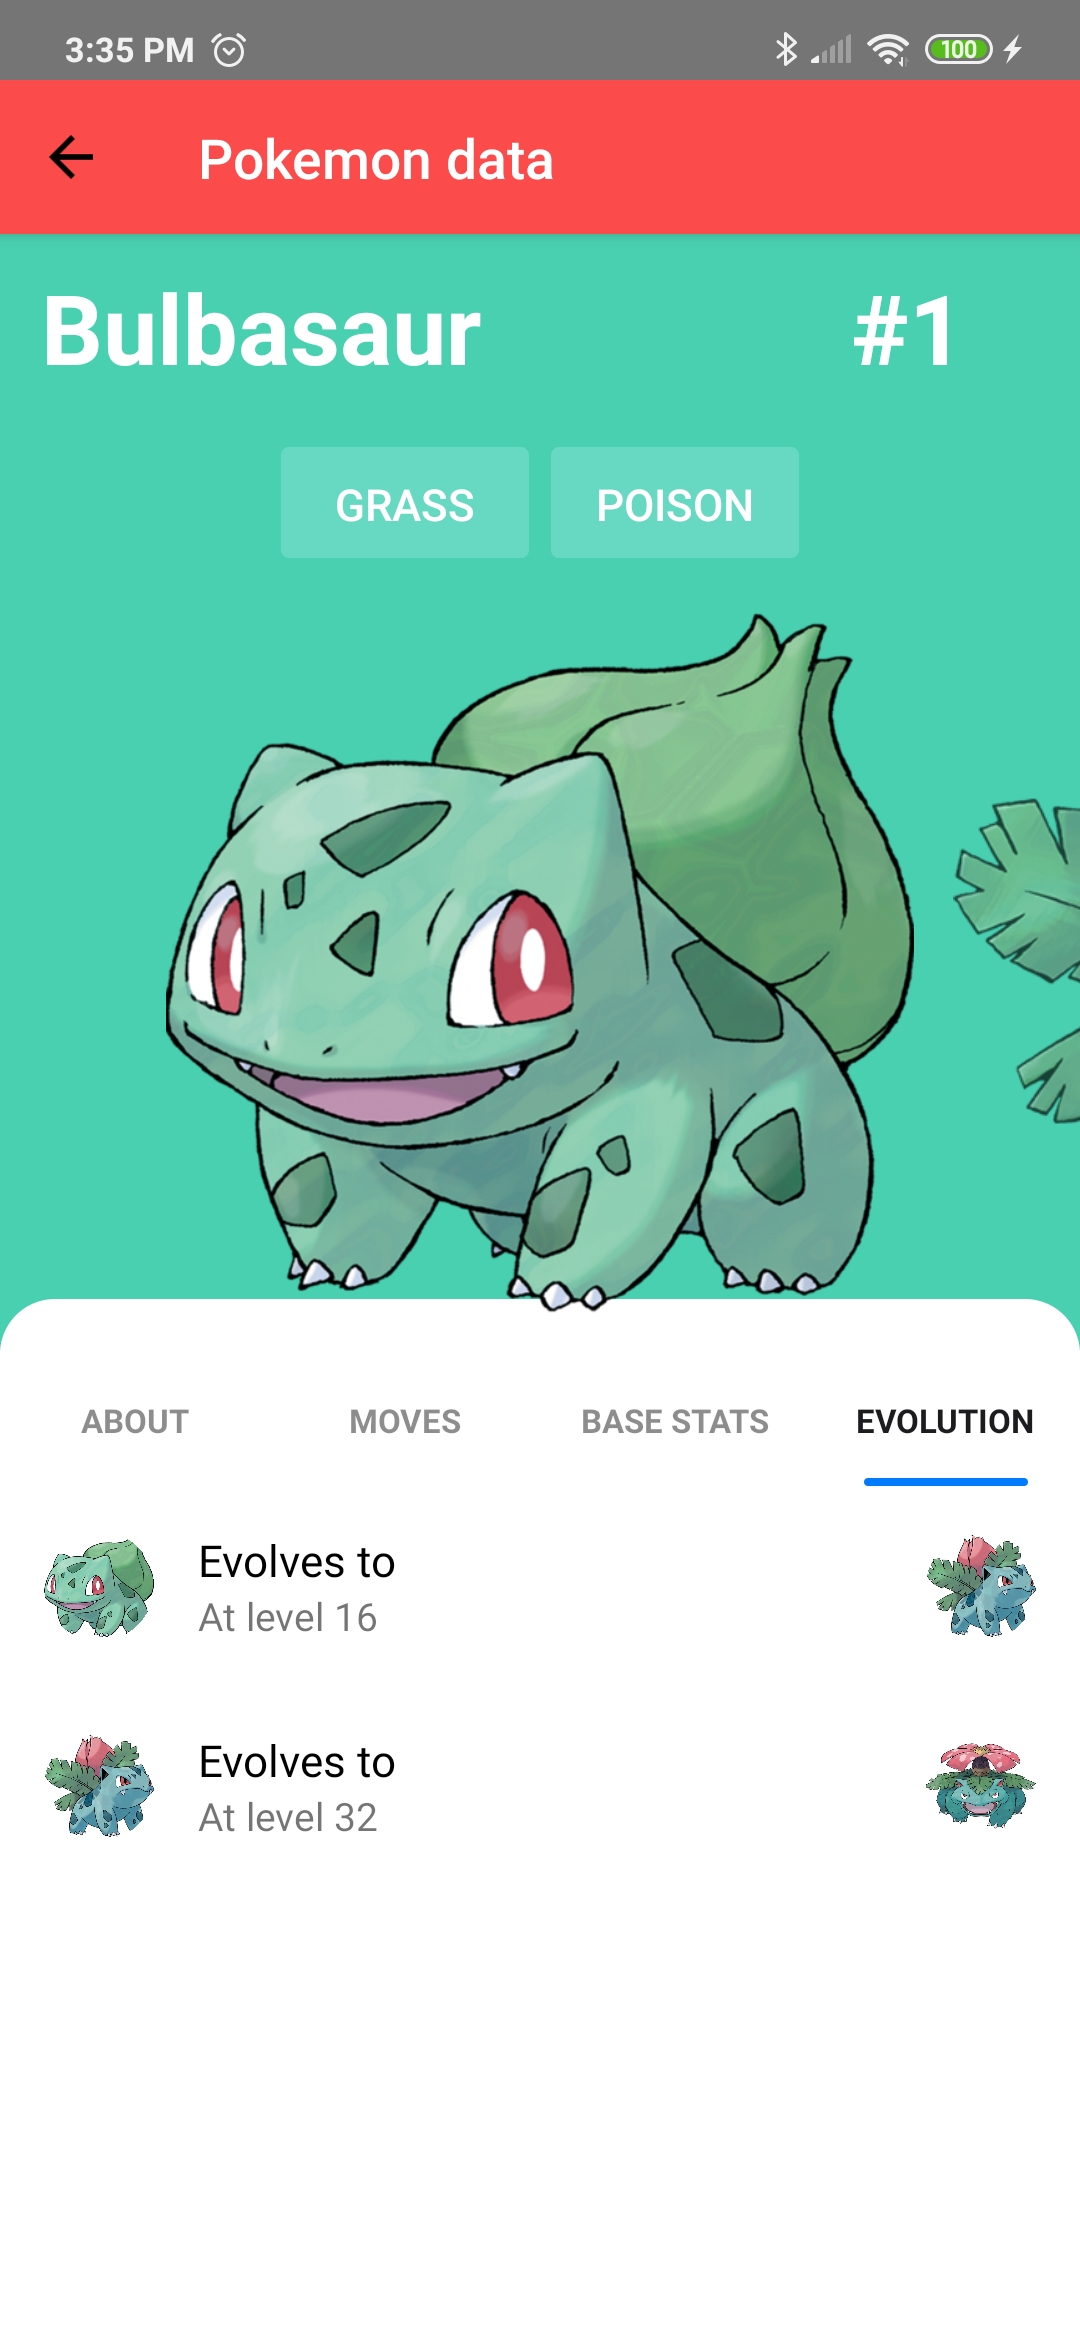 3:35 PM
100
Pokemon data
Bulbasaur #1
GRASS POISON
ABOUT MOVES BASE STATS EVOLUTION
Evolves to
At level 16
Evolves to
At level 32